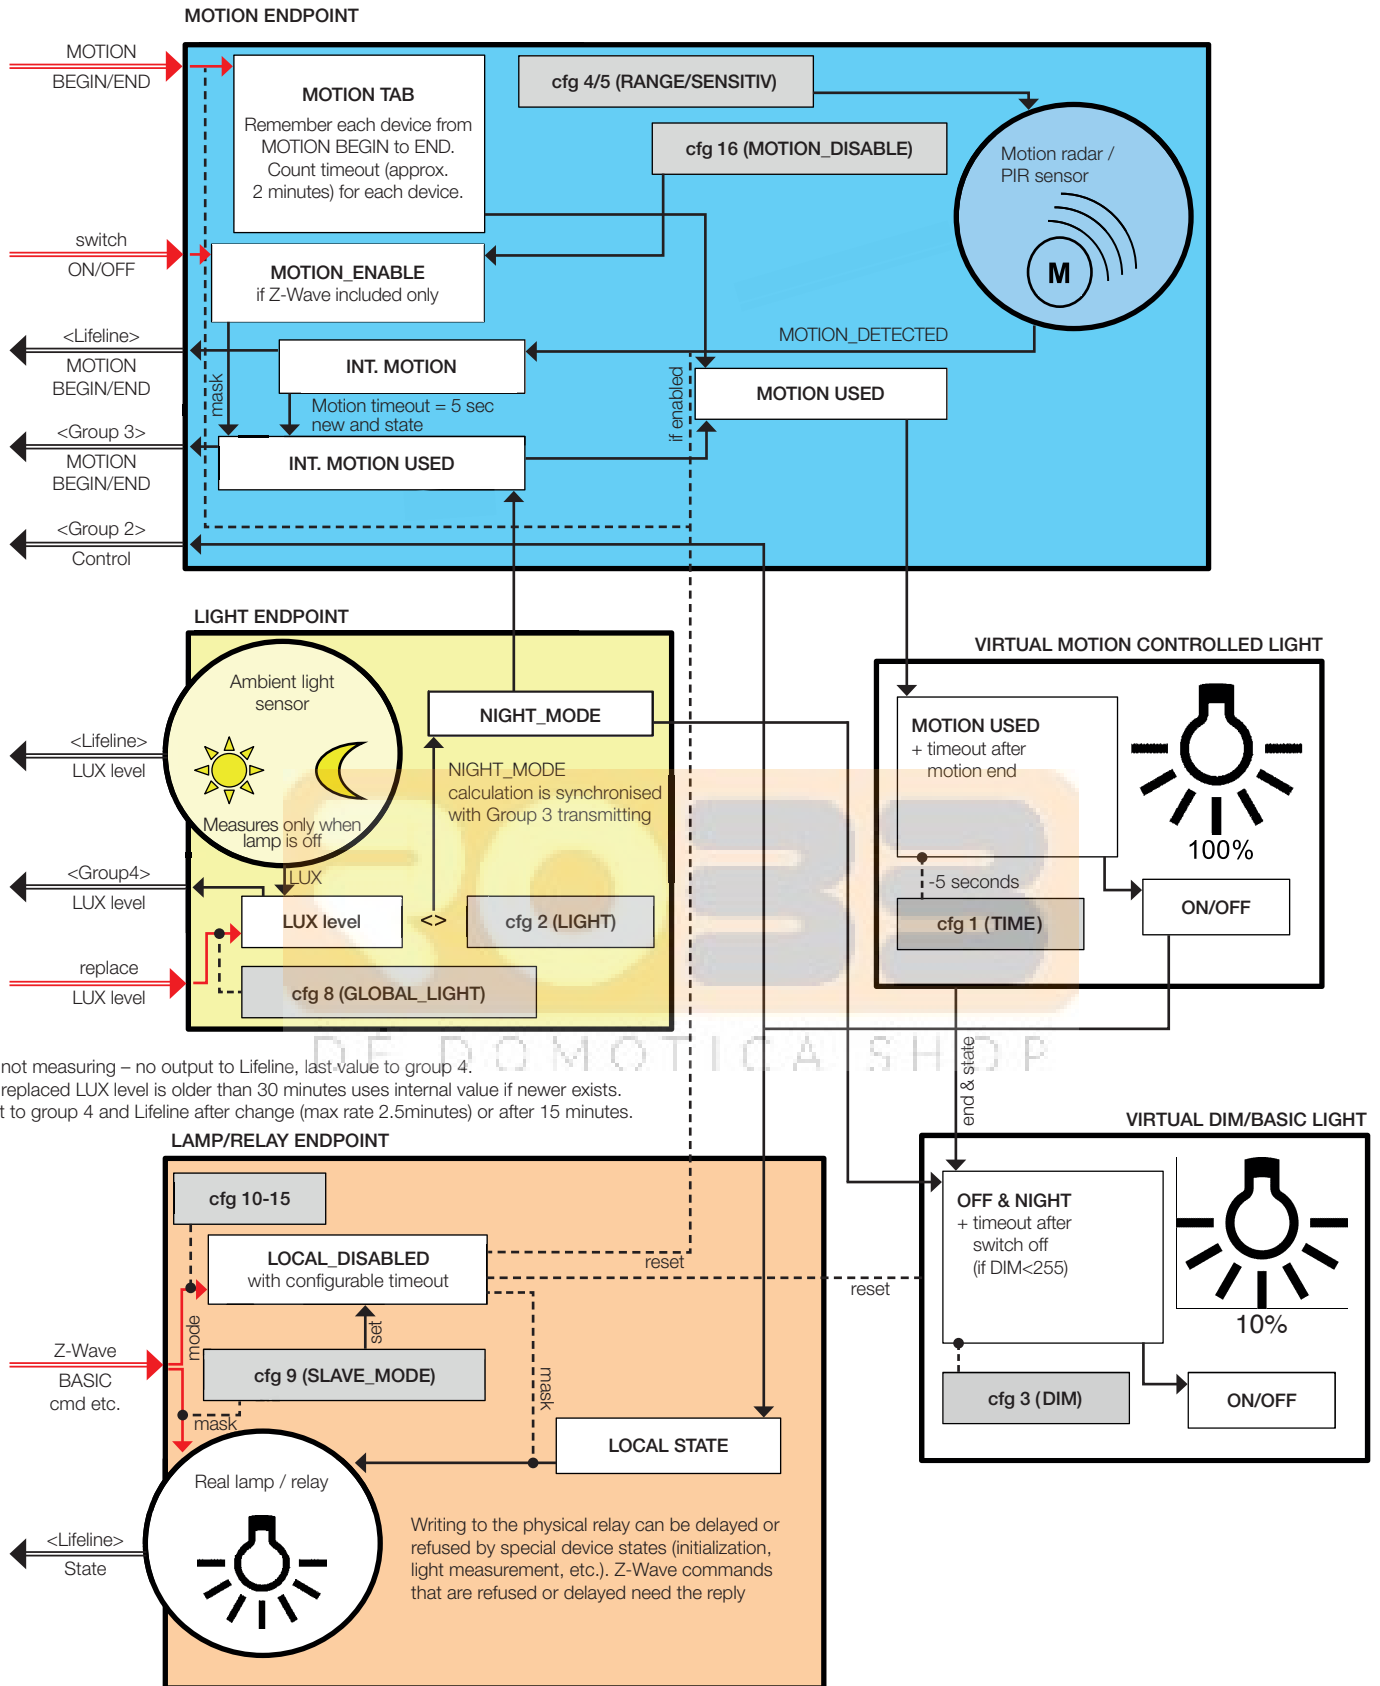 MOTION ENDPOINT
MOTION
BEGIN/END
MOTION TAB
Remember each device from
MOTION BEGIN to END.
Count timeout (approx.
2 minutes) for each device.
cfg 4/5 (RANGE/SENSITIV)
cfg 16 (MOTION_DISABLE)
Motion radar /
PIR sensor
M
switch
ON/OFF
MOTION_ENABLE
if Z-Wave included only
<Lifeline>
MOTION
BEGIN/END
mask
INT. MOTION
MOTION_DETECTED
Motion timeout = 5 sec
new and state
if enabled
MOTION USED
<Group 3>
MOTION
BEGIN/END
INT. MOTION USED
<Group 2>
Control
LIGHT ENDPOINT
Ambient light
sensor
Measures only when
lamp is off
NIGHT_MODE
NIGHT_MODE
calculation is synchronised
with Group 3 transmitting
<Lifeline>
LUX level
<Group4>
LUX level
LUX
LUX level
<>
cfg 2 (LIGHT)
replace
LUX level
cfg 8 (GLOBAL_LIGHT)
VIRTUAL MOTION CONTROLLED LIGHT
MOTION USED
+ timeout after
motion end
100%
-5 seconds
cfg 1 (TIME)
ON/OFF
DE DOMOTICA SHOP
not measuring – no output to Lifeline, last value to group 4.
replaced LUX level is older than 30 minutes uses internal value if newer exists.
t to group 4 and Lifeline after change (max rate 2.5minutes) or after 15 minutes.
end & state
LAMP/RELAY ENDPOINT
cfg 10-15
LOCAL_DISABLED
with configurable timeout
reset
reset
mode
set
Z-Wave
BASIC
cmd etc.
cfg 9 (SLAVE_MODE)
mask
mask
LOCAL STATE
Real lamp / relay
<Lifeline>
State
Writing to the physical relay can be delayed or
refused by special device states (initialization,
light measurement, etc.). Z-Wave commands
that are refused or delayed need the reply
VIRTUAL DIM/BASIC LIGHT
OFF & NIGHT
+ timeout after
switch off
(if DIM<255)
10%
cfg 3 (DIM)
ON/OFF